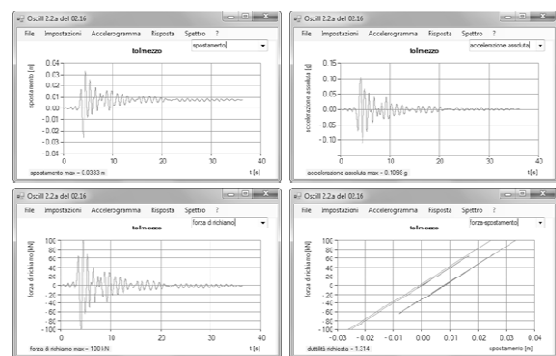 Oscill 2.2.a del 02.16
File Impostazioni Accelerogramma Risposta Spettro ?
tolmezzo
spostamento
spostamento [m]
0.04
0.03
0.02
0.01
0
-0.01
-0.02
-0.03
0 10 20 30 40
spostamento max = 0,0333 m
t [s]
Oscill 2.2.a del 02.16
File Impostazioni Accelerogramma Risposta Spettro ?
tolmezzo
accelerazione assoluta
accelerazione assoluta [g]
0.15
0.10
0.05
0.00
-0.05
-0.10
0 10 20 30 40
accelerazione assoluta max = 0,1086 g
t [s]
Oscill 2.2.a del 02.16
File Impostazioni Accelerogramma Risposta Spettro ?
tolmezzo
forza di richiamo
forza di richiamo [kN]
100
80
60
40
20
0
-20
-40
-60
-80
-100
0 10 20 30 40
forza di richiamo max = 100 kN
t [s]
Oscill 2.2.a del 02.16
File Impostazioni Accelerogramma Risposta Spettro ?
tolmezzo
forza-spostamento
forza di richiamo [kN]
100
80
60
40
20
0
-20
-40
-60
-80
-100
-0.03 -0.02 -0.01 0.00 0.01 0.02 0.03 0.04
duttilità richiesta = 1,314
spostamento [m]